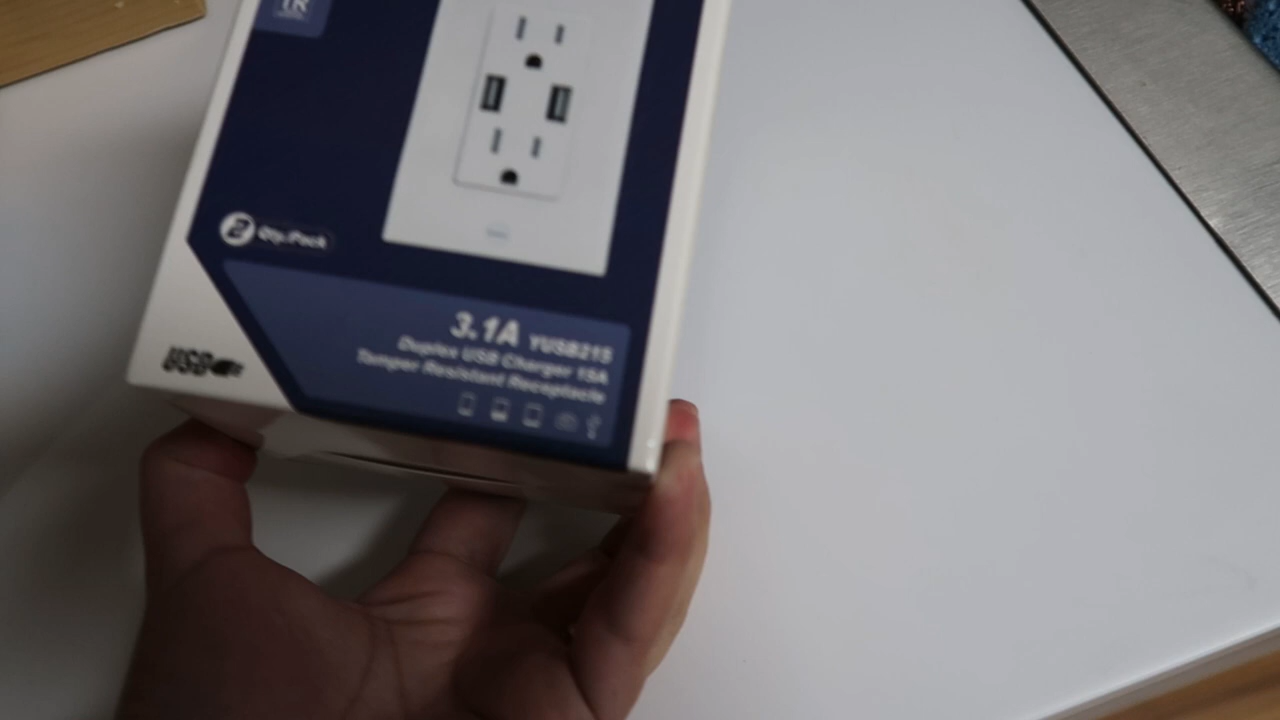 TR
2 Qty/Pack
3.1A YUSB215
Duplex USB Charger 15A
Tamper Resistant Receptacle
USB